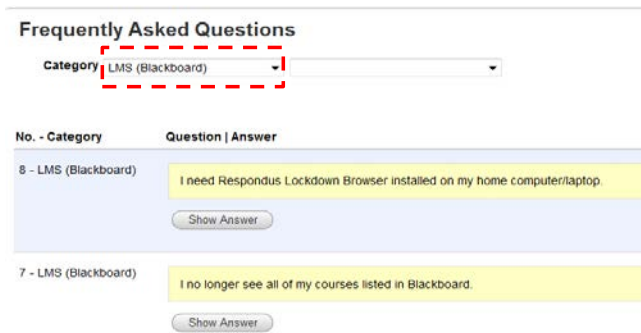 Frequently Asked Questions
Category LMS (Blackboard)
No. - Category Question | Answer
8 - LMS (Blackboard) I need Respondus Lockdown Browser installed on my home computer/laptop.
Show Answer
7 - LMS (Blackboard) I no longer see all of my courses listed in Blackboard.
Show Answer